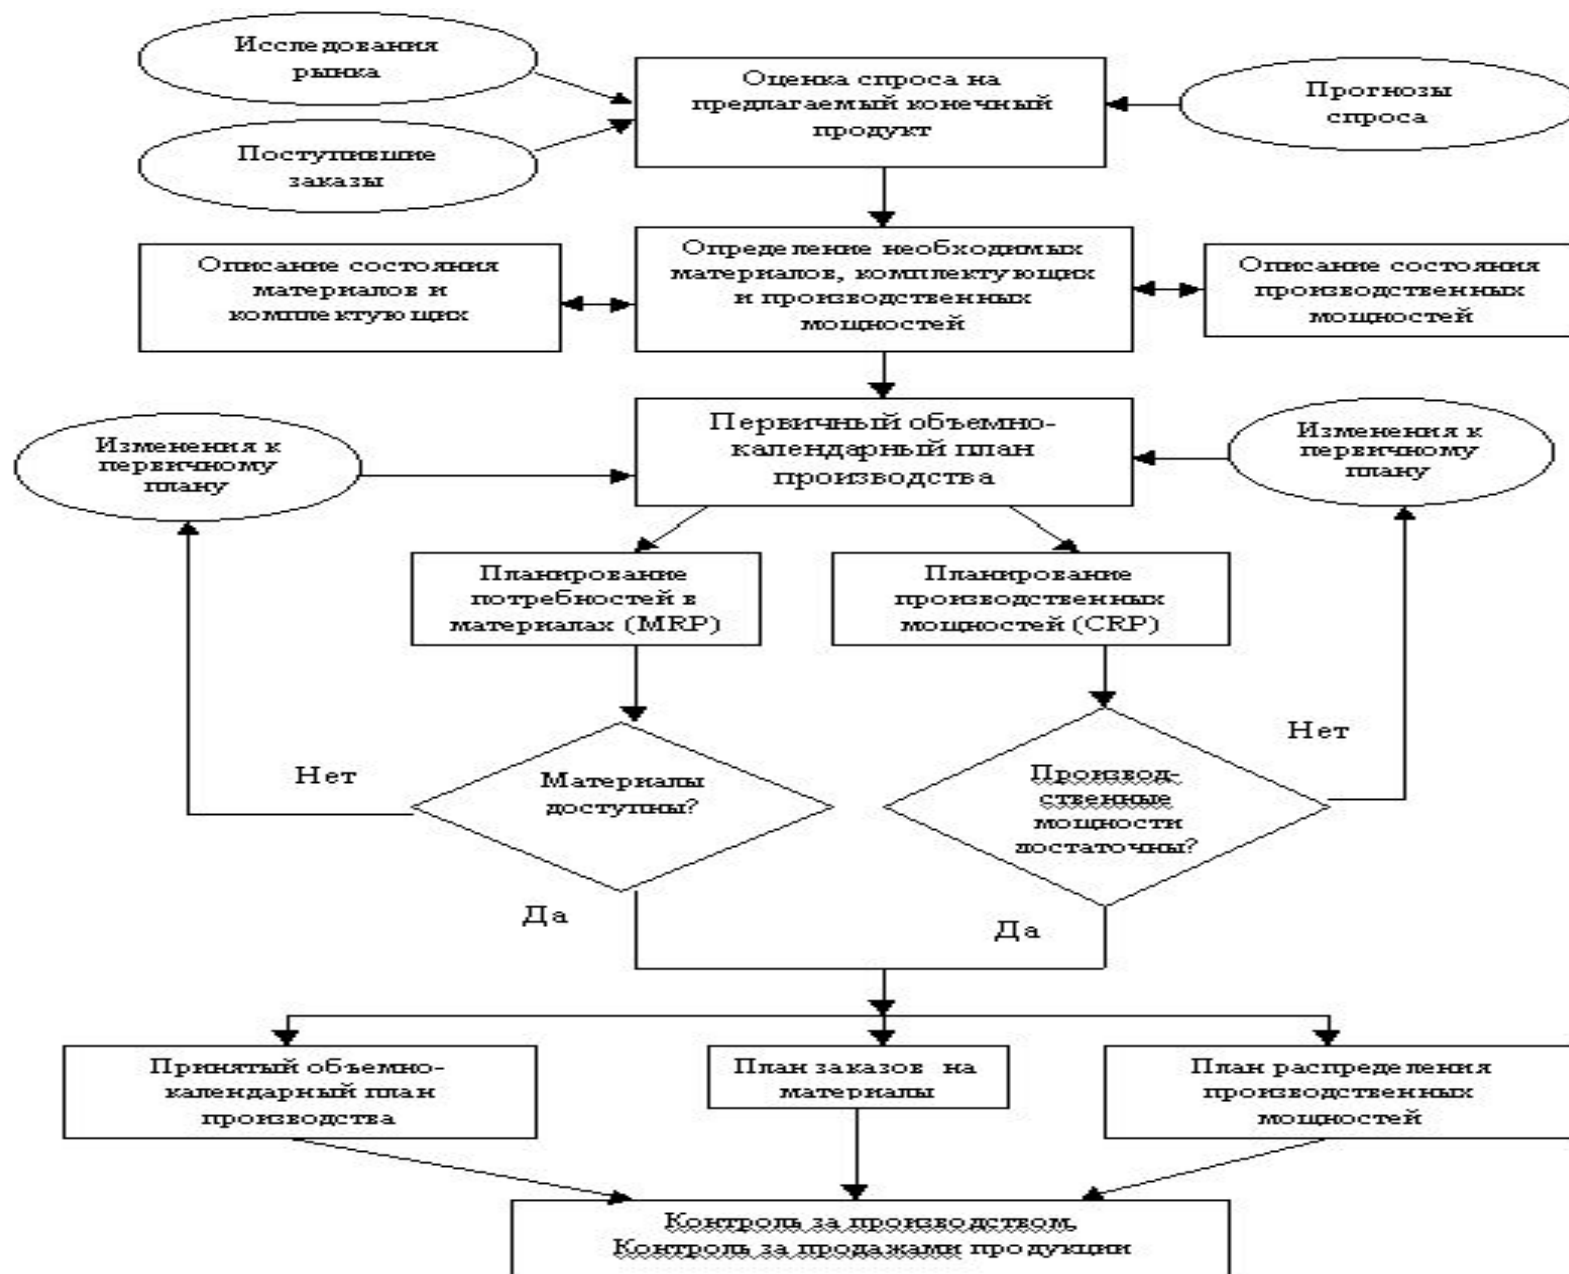 Исследования
рынка
Оценка спроса на
предлагаемый конечный
продукт
Прогнозы
спроса
Поступившие
заказы
Описание состояния
материалов и
комплектующих
Определение необходимых
материалов, комплектующих
и производственных
мощностей
Описание состояния
производственных
мощностей
Изменения к
первичному
плану
Первичный объемно-
календарный план
производства
Изменения к
первичному
плану
Планирование
потребностей в
материалах (MRP)
Планирование
производственных
мощностей (CRP)
Нет
Материалы
доступны?
Производ-
ственные
мощности
достаточны?
Нет
Да
Да
Принятый объемно-
календарный план
производства
План заказов на
материалы
План распределения
производственных
мощностей
Контроль за производством,
Контроль за продажами продукции